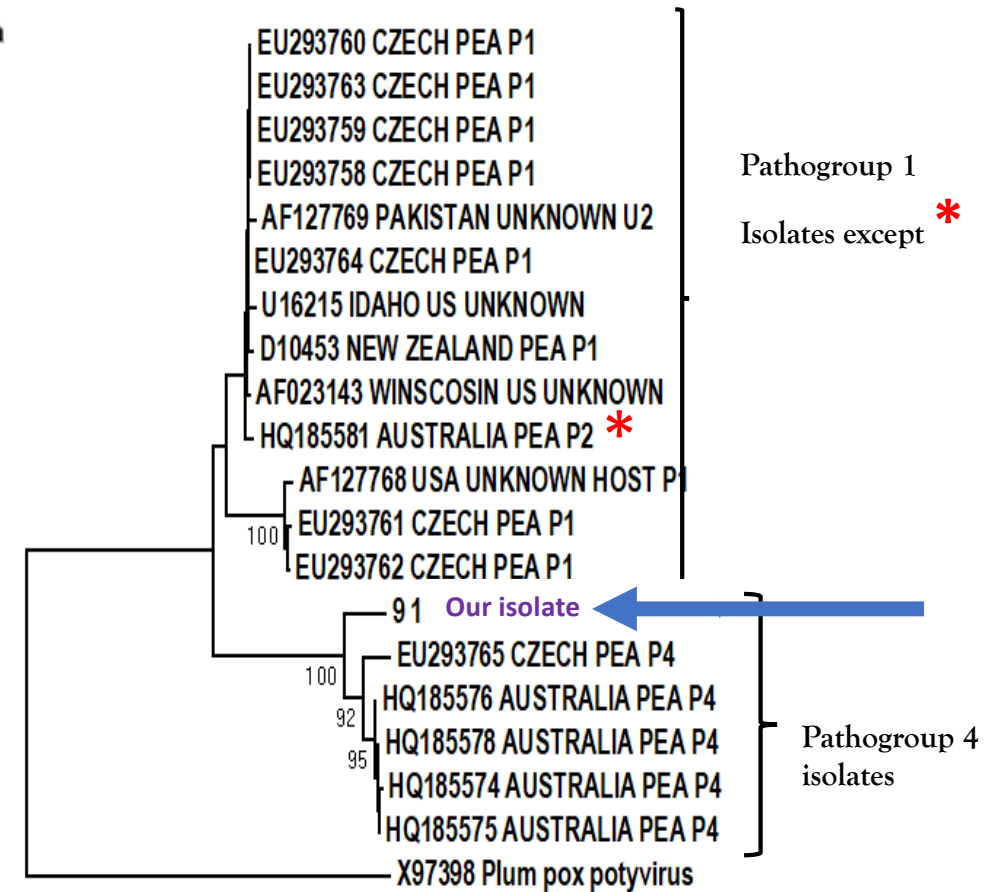 EU293760 CZECH PEA P1
EU293763 CZECH PEA P1
EU293759 CZECH PEA P1
EU293758 CZECH PEA P1
AF127769 PAKISTAN UNKNOWN U2
EU293764 CZECH PEA P1
U16215 IDAHO US UNKNOWN
D10453 NEW ZEALAND PEA P1
AF023143 WINSCOSIN US UNKNOWN
HQ185581 AUSTRALIA PEA P2 *
AF127768 USA UNKNOWN HOST P1
100
EU293761 CZECH PEA P1
EU293762 CZECH PEA P1
Pathogroup 1
Isolates except *
91 Our isolate
100
EU293765 CZECH PEA P4
92
HQ185576 AUSTRALIA PEA P4
HQ185578 AUSTRALIA PEA P4
95
HQ185574 AUSTRALIA PEA P4
HQ185575 AUSTRALIA PEA P4
Pathogroup 4
isolates
X97398 Plum pox potyvirus